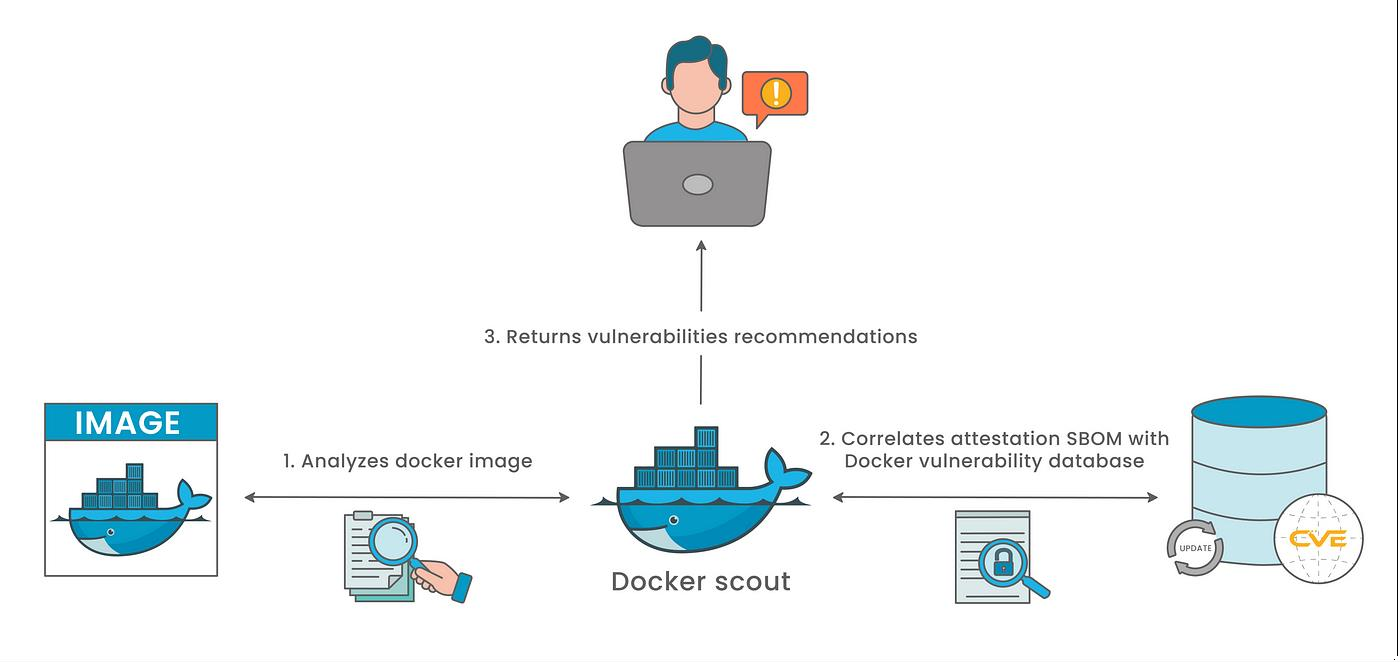 3. Returns vulnerabilities recommendations
IMAGE
1. Analyzes docker image
2. Correlates attestation SBOM with
Docker vulnerability database
UPDATE
CVE
Docker scout